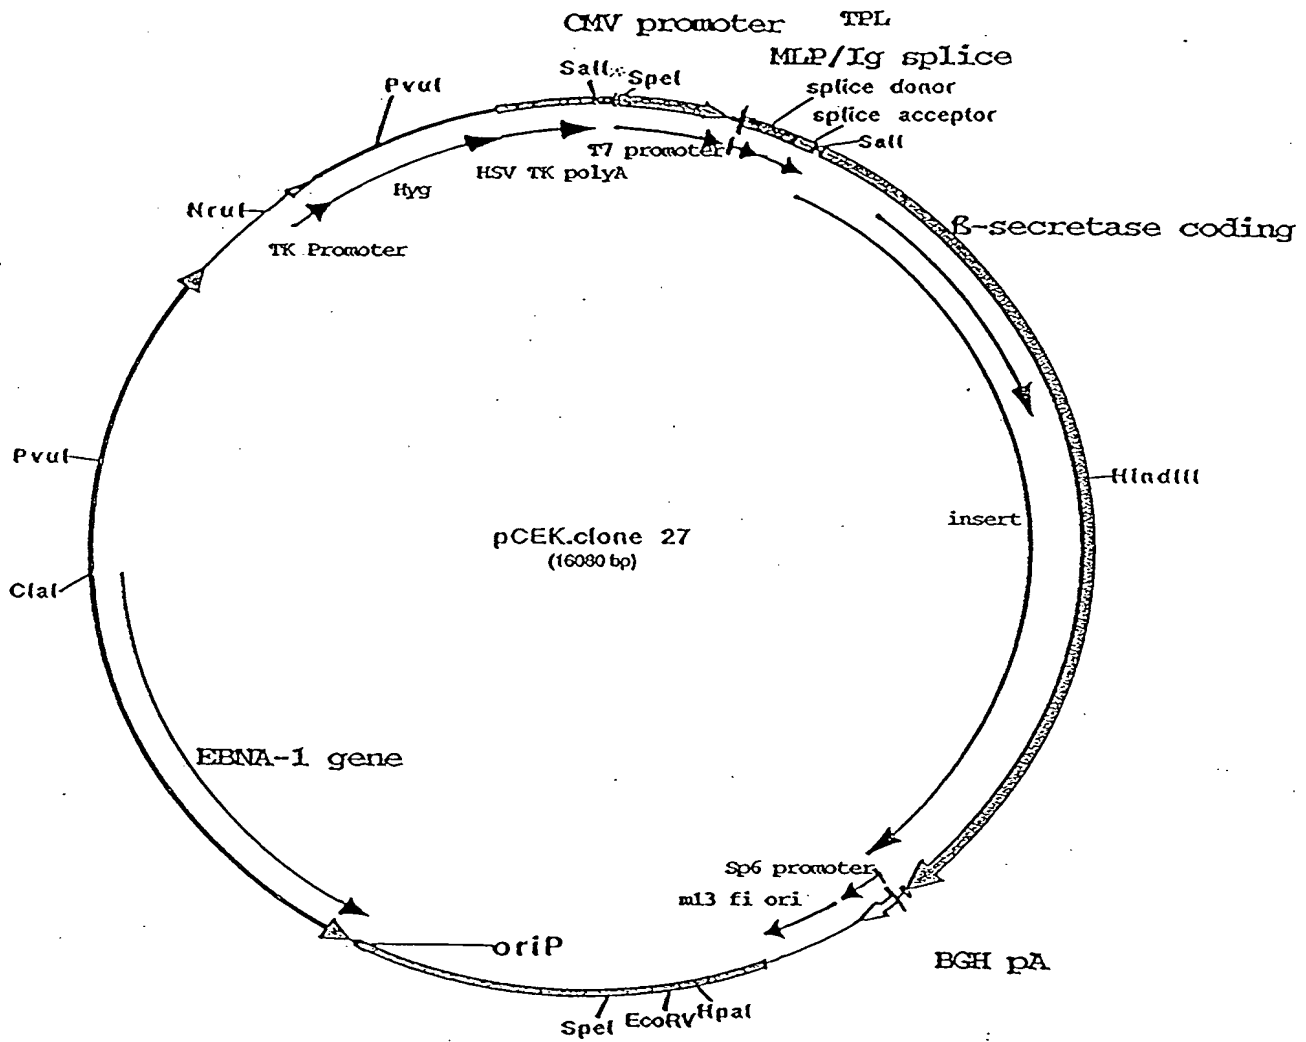 CMV promoter
TPL
MLP/Ig splice
SalI
SpeI
splice donor
splice acceptor
SalI
PvuI
T7 promoter
HSV TK polyA
Hyg
NruI
TK Promoter
ß-secretase coding
PvuI
HindIII
insert
pCEK.clone 27
(16080 bp)
ClaI
EBNA-1 gene
Sp6 promoter
m13 fi ori
oriP
BGH pA
SpeI
EcoRV
HpaI